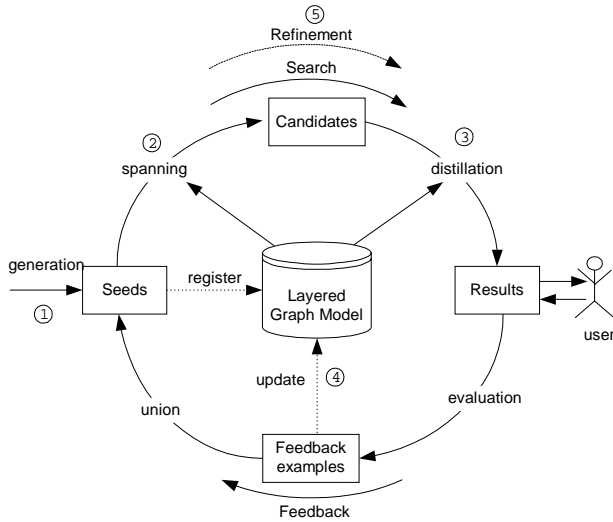 ⑤
Refinement
Search
Candidates
②
③
spanning
distillation
generation
①
Seeds
register
Layered
Graph Model
Results
user
update
④
union
evaluation
Feedback
examples
Feedback